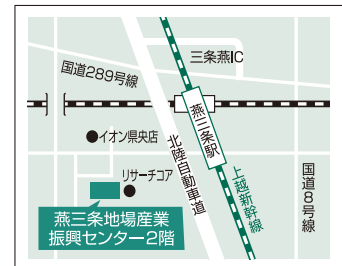 三条燕IC
国道289号線
燕三条駅
イオン県央店
北陸自動車道
上越新幹線
国道8号線
リサーチコア
燕三条地場産業
振興センター2階